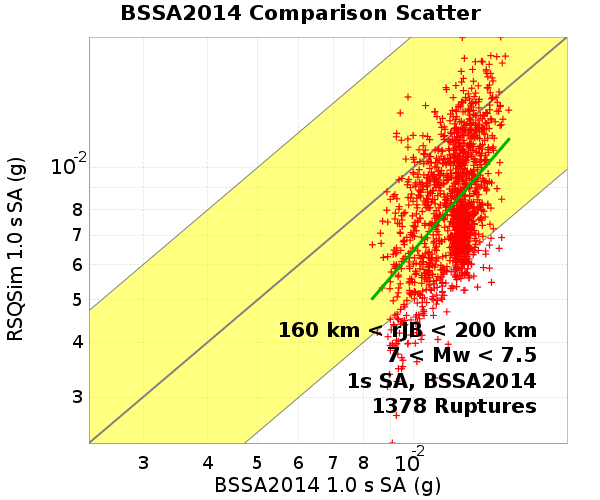 BSSA2014 Comparison Scatter
RSQSim 1.0 s SA (g)
10-2
8
7
6
5
4
3
160 km < rJB < 200 km
7 < Mw < 7.5
1s SA, BSSA2014
1378 Ruptures
3 4 5 6 7 8 10-2
BSSA2014 1.0 s SA (g)